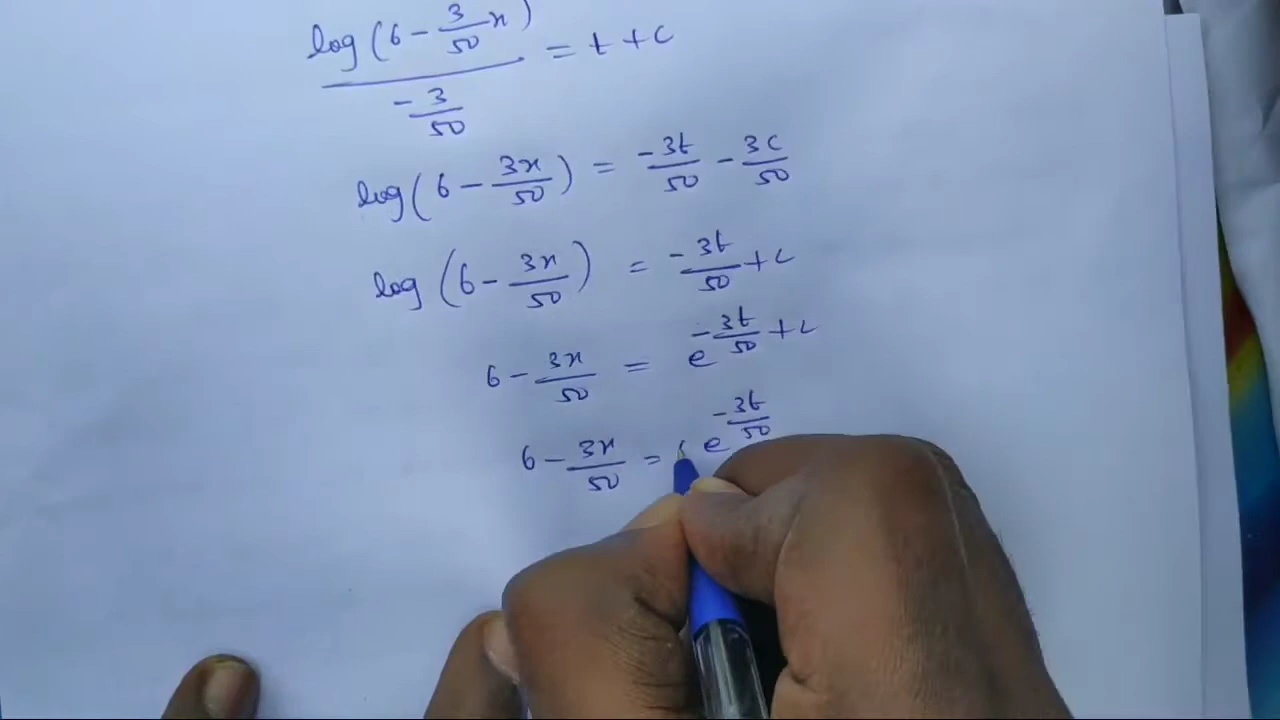 log(6 - 3/50 x) / (-3/50) = t + c
log(6 - 3x/50) = -3t/50 - 3c/50
log(6 - 3x/50) = -3t/50 + c
6 - 3x/50 = e^(-3t/50 + c)
6 - 3x/50 = e^(-3t/50)